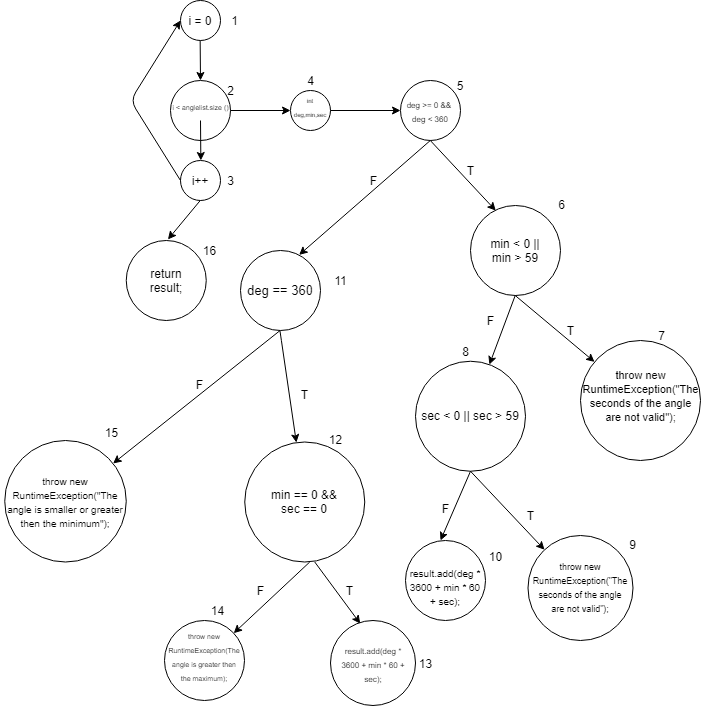 i = 0
1
i < anglelist.size ()
2
int
deg,min,sec
4
deg >= 0 &&
deg < 360
5
i++
3
F
T
return
result;
16
min < 0 ||
min > 59
6
deg == 360
11
F
T
F
T
sec < 0 || sec > 59
8
throw new
RuntimeException("The
seconds of the angle
are not valid");
7
throw new
RuntimeException("The
angle is smaller or greater
then the minimum");
15
min == 0 &&
sec == 0
12
F
T
F
T
result.add(deg *
3600 + min * 60
+ sec);
10
throw new
RuntimeException("The
seconds of the angle
are not valid");
9
throw new
RuntimeException(The
angle is greater then
the maximum);
14
result.add(deg *
3600 + min * 60 +
sec);
13